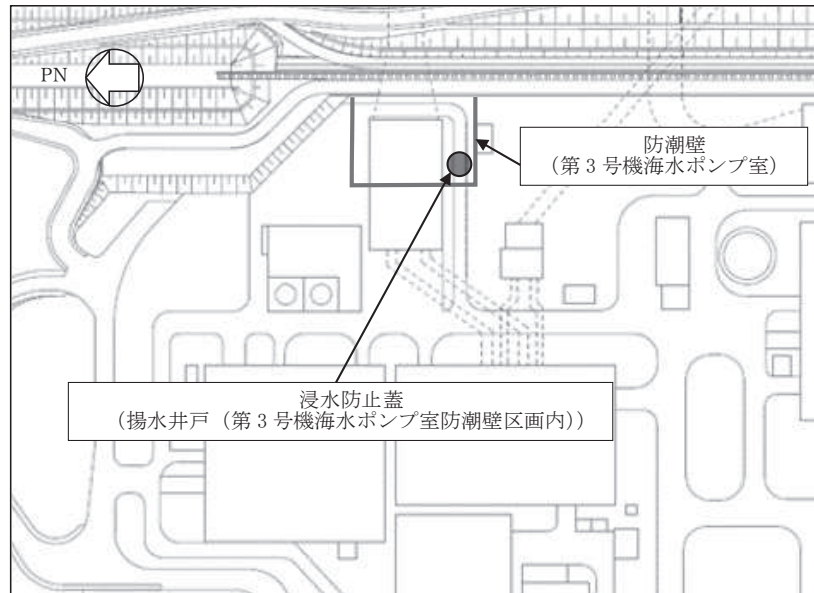 PN
防潮壁
（第３号機海水ポンプ室）
浸水防止蓋
（揚水井戸（第３号機海水ポンプ室防潮壁区画内））